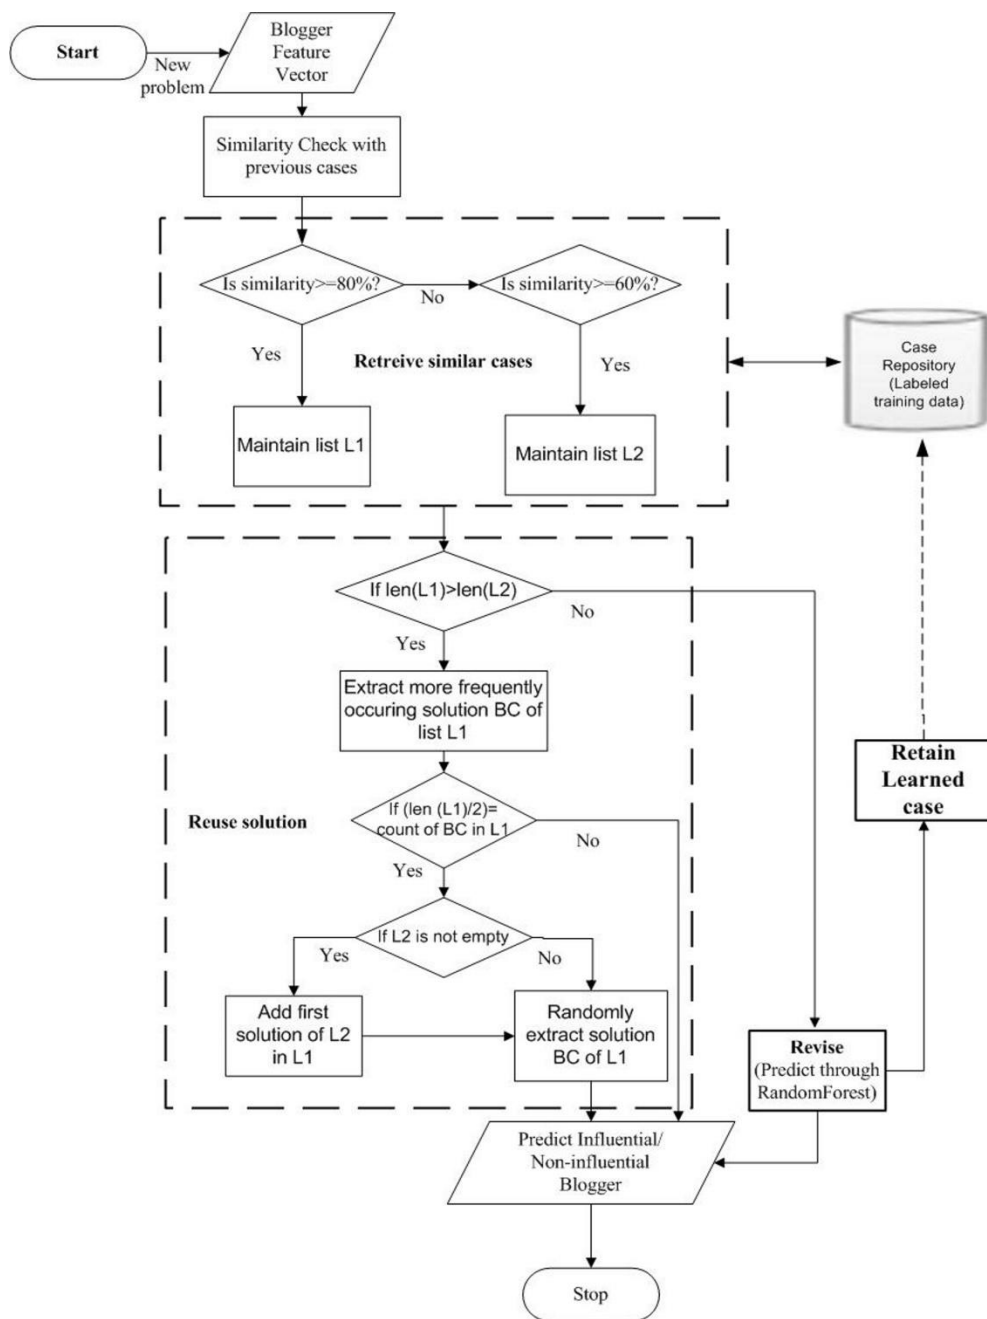 Start
New
problem
Blogger
Feature
Vector
Similarity Check with
previous cases
Is similarity>=80%?
No
Is similarity>=60%?
Yes
Retreive similar cases
Yes
Maintain list L1
Maintain list L2
Case
Repository
(Labeled
training data)
If len(L1)>len(L2)
No
Yes
Extract more frequently
occuring solution BC of
list L1
Reuse solution
If (len (L1)/2)=
count of BC in L1
No
Yes
If L2 is not empty
Yes
No
Add first
solution of L2
in L1
Randomly
extract solution
BC of L1
Retain
Learned
case
Revise
(Predict through
RandomForest)
Predict Influential/
Non-influential
Blogger
Stop